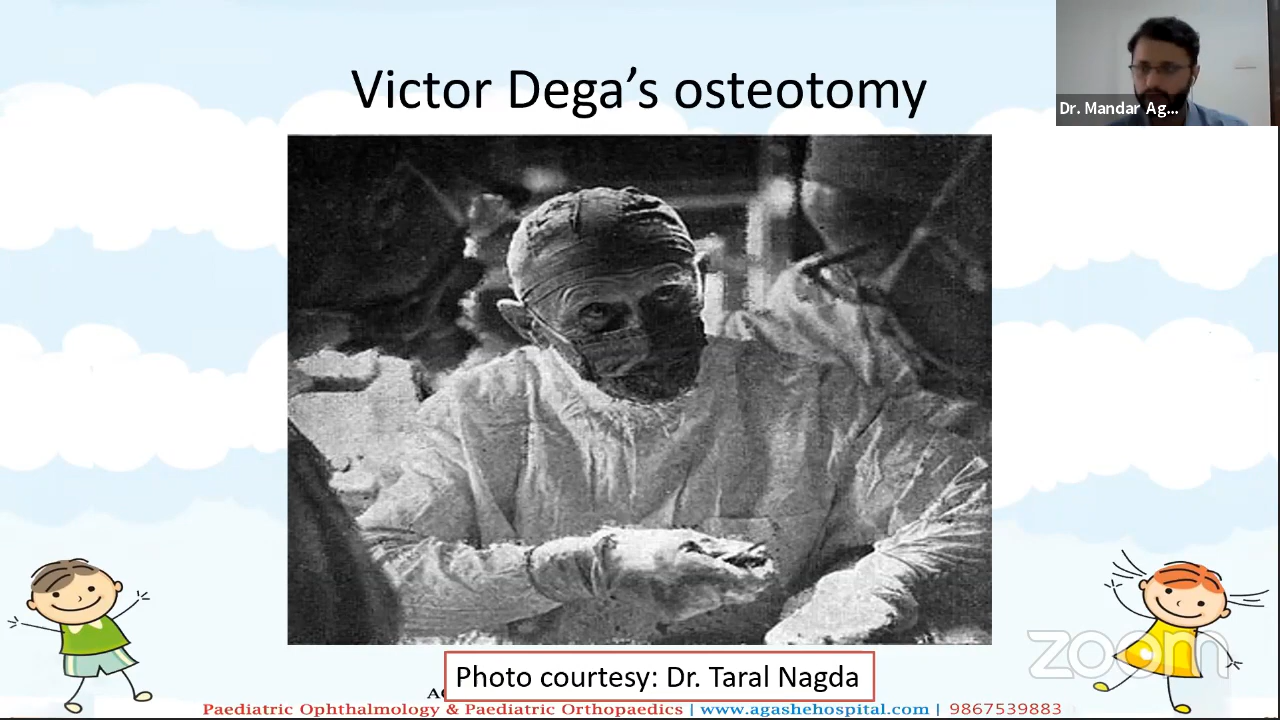 Victor Dega's osteotomy
Dr. Mandar Ag...
Photo courtesy: Dr. Taral Nagda
zoom
Paediatric Ophthalmology & Paediatric Orthopaedics | www.agashehospital.com | 9867539883